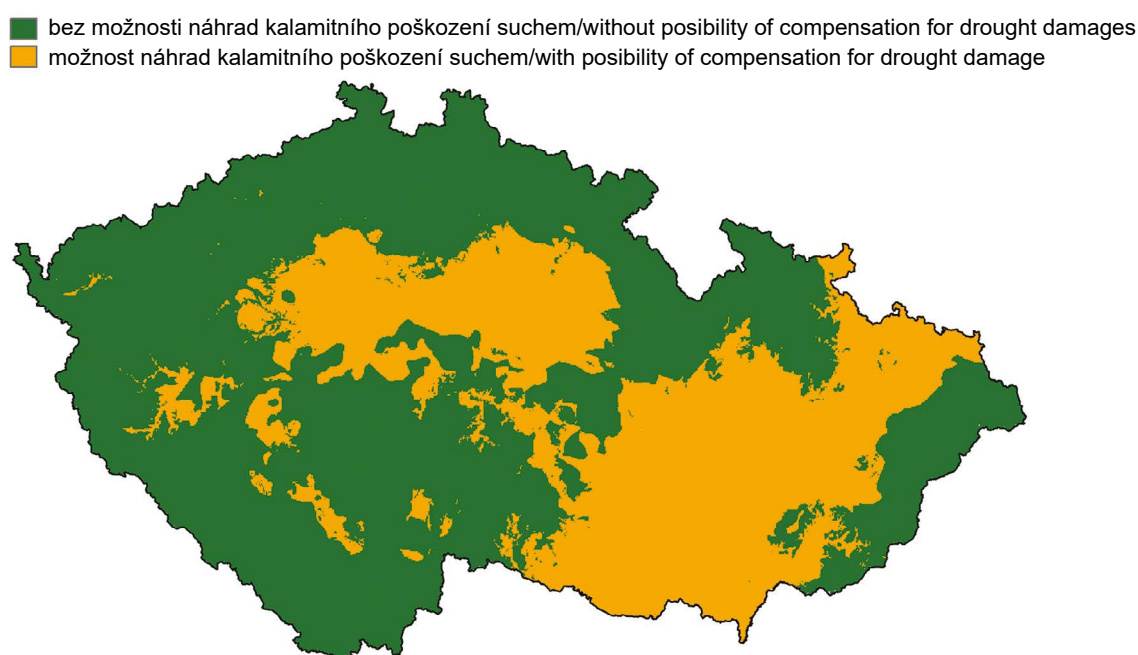 bez možnosti náhrad kalamitního poškození suchem/without posibility of compensation for drought damages
možnost náhrad kalamitního poškození suchem/with posibility of compensation for drought damage